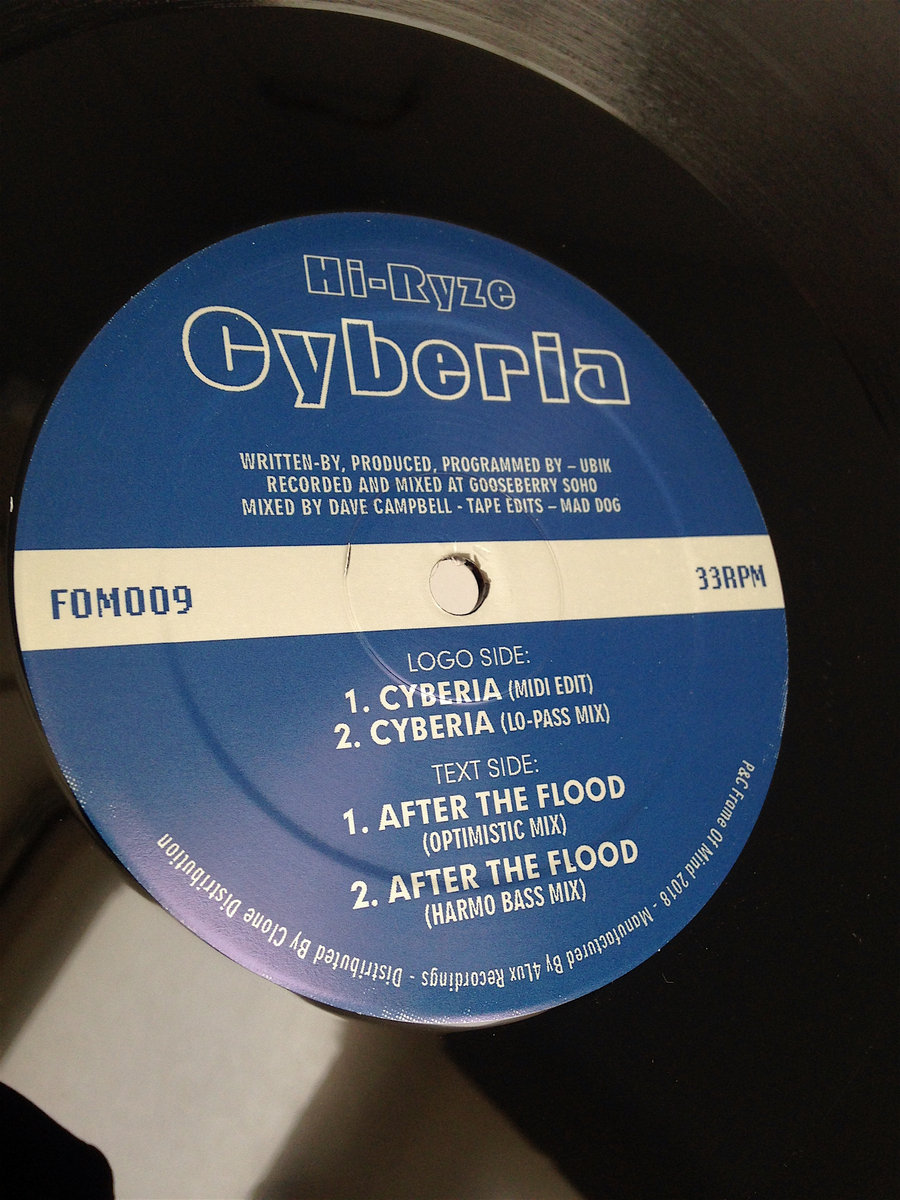 Hi-Ryze
Cyberia
WRITTEN-BY, PRODUCED, PROGRAMMED BY – UBIK
RECORDED AND MIXED AT GOOSEBERRY SOHO
MIXED BY DAVE CAMPBELL - TAPE EDITS – MAD DOG
FOM009
33RPM
LOGO SIDE:
1. CYBERIA (MIDI EDIT)
2. CYBERIA (LO-PASS MIX)
TEXT SIDE:
1. AFTER THE FLOOD
(OPTIMISTIC MIX)
2. AFTER THE FLOOD
(HARMO BASS MIX)
P&C Frame Of Mind 2018 - Manufactured By 4Lux Recordings - Distributed By Clone Distribution